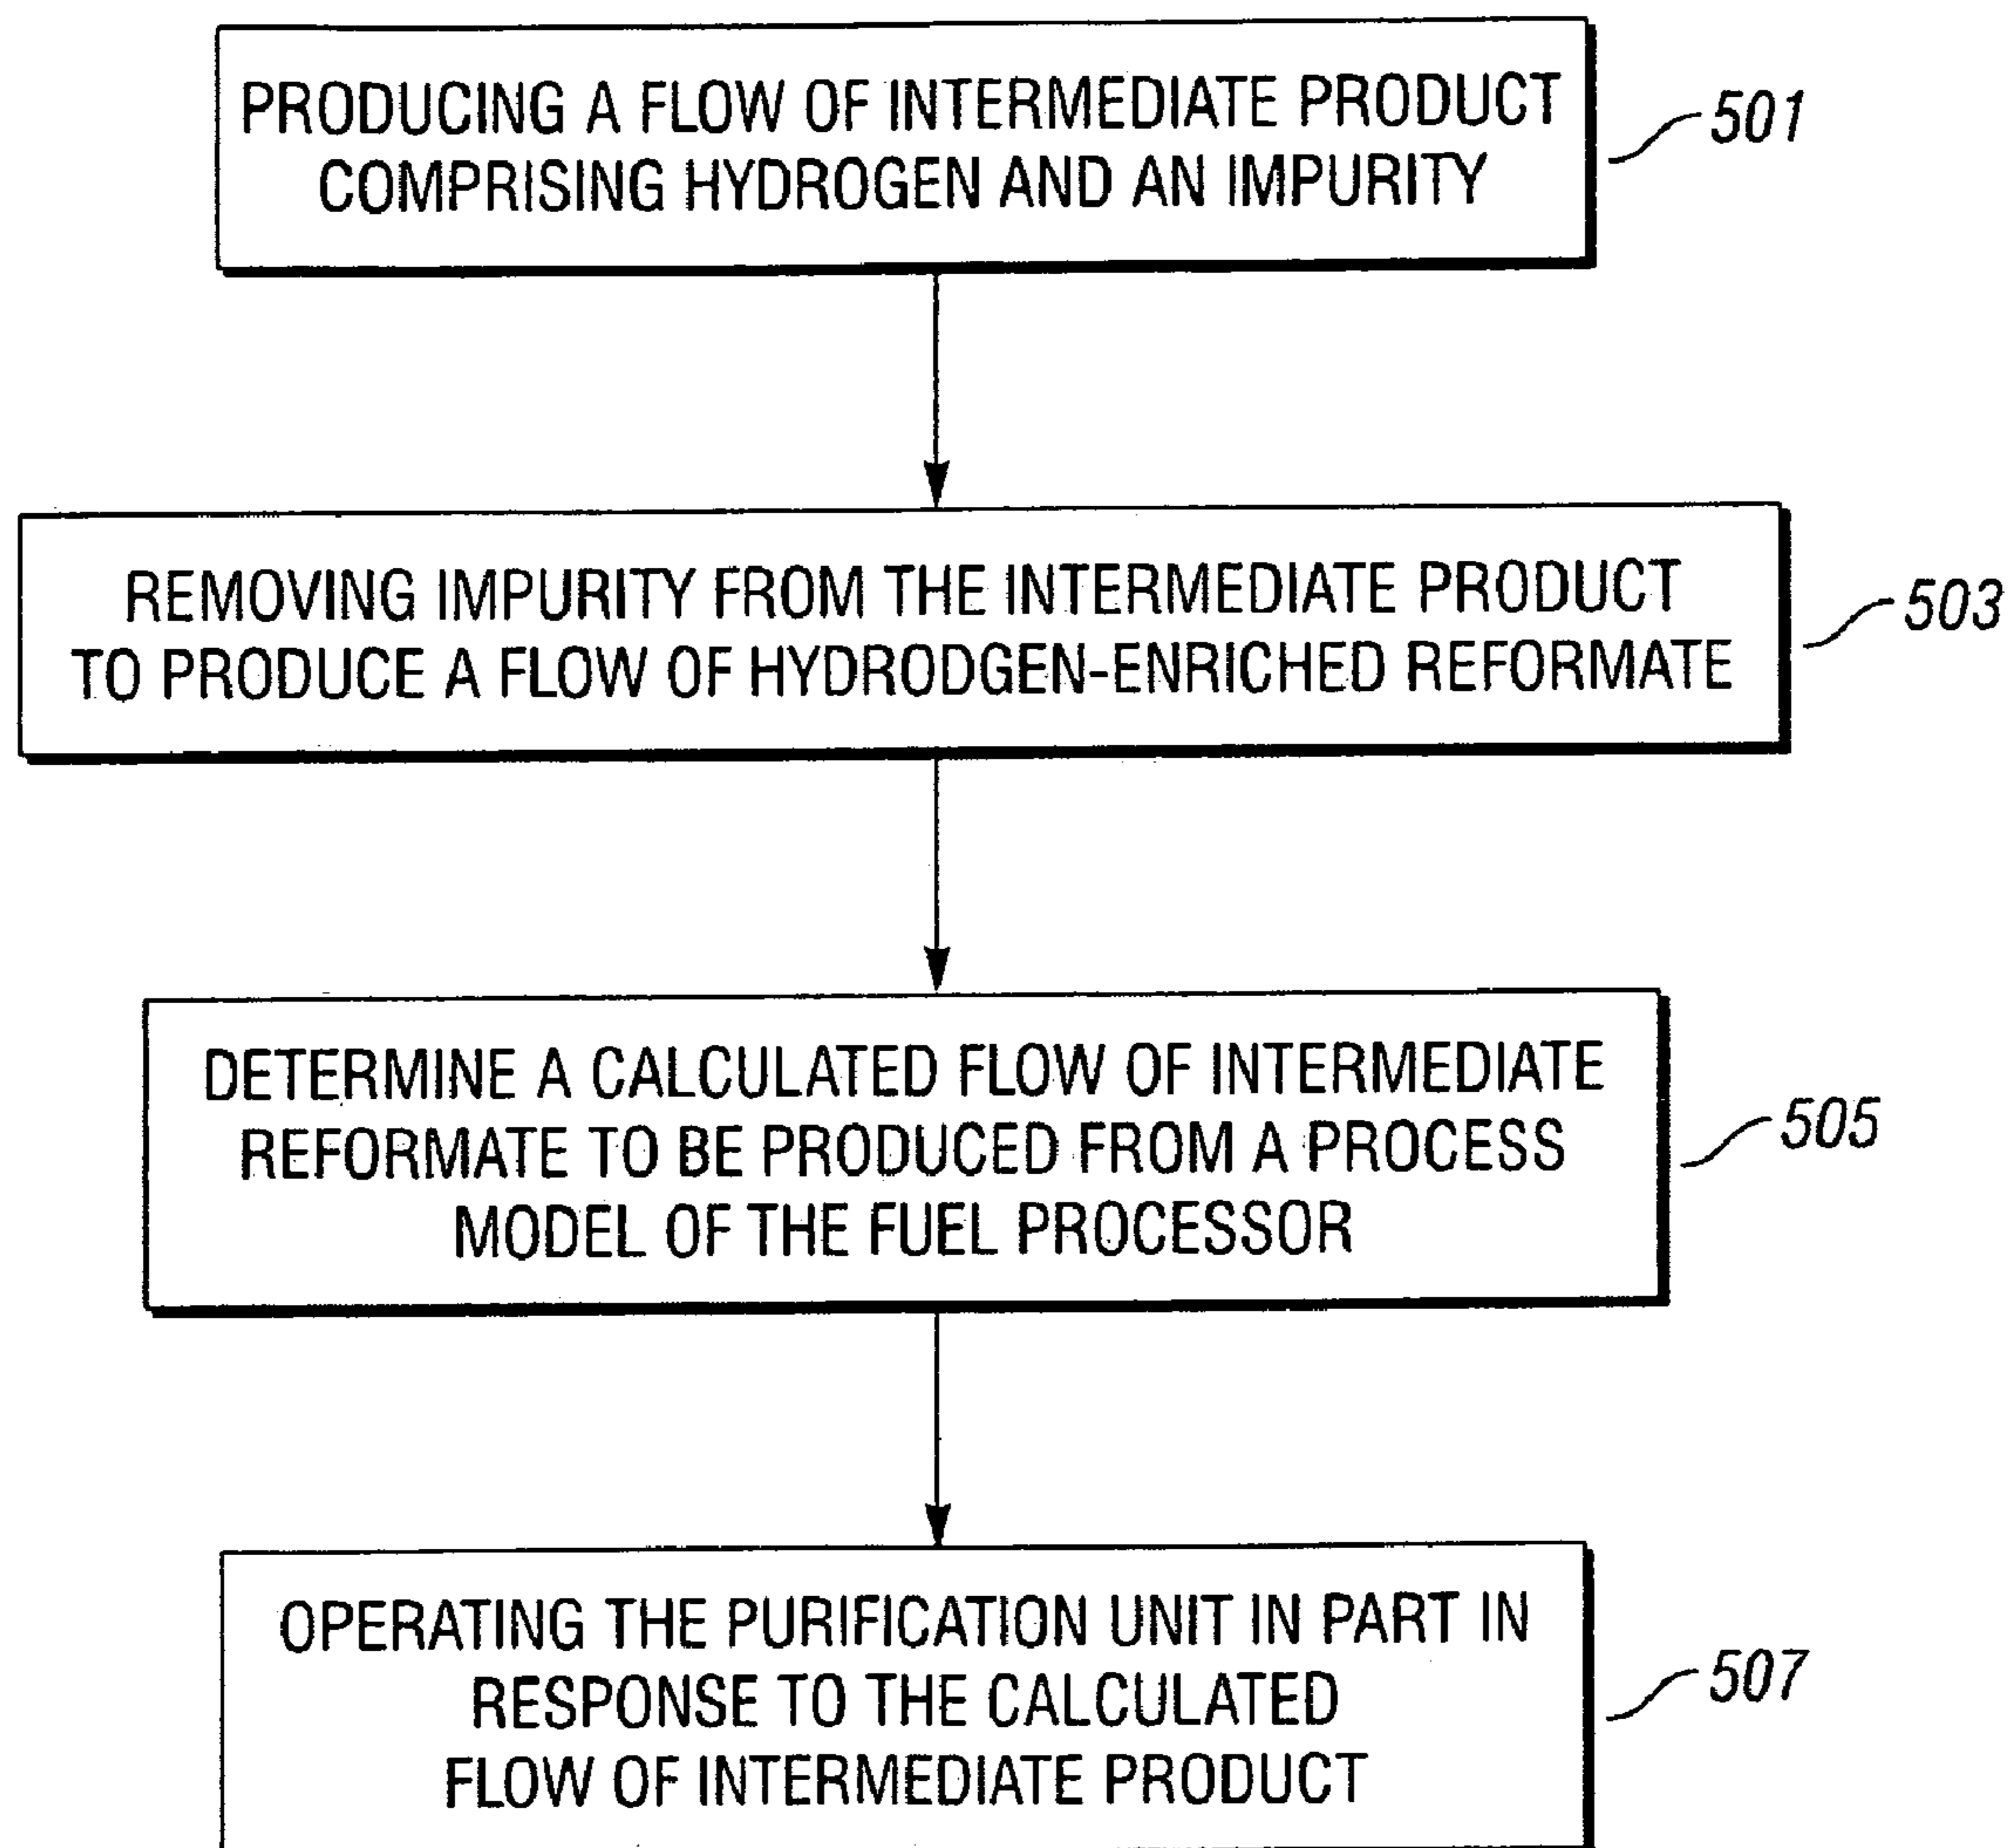 PRODUCING A FLOW OF INTERMEDIATE PRODUCT
COMPRISING HYDROGEN AND AN IMPURITY
501
REMOVING IMPURITY FROM THE INTERMEDIATE PRODUCT
TO PRODUCE A FLOW OF HYDRODGEN-ENRICHED REFORMATE
503
DETERMINE A CALCULATED FLOW OF INTERMEDIATE
REFORMATE TO BE PRODUCED FROM A PROCESS
MODEL OF THE FUEL PROCESSOR
505
OPERATING THE PURIFICATION UNIT IN PART IN
RESPONSE TO THE CALCULATED
FLOW OF INTERMEDIATE PRODUCT
507